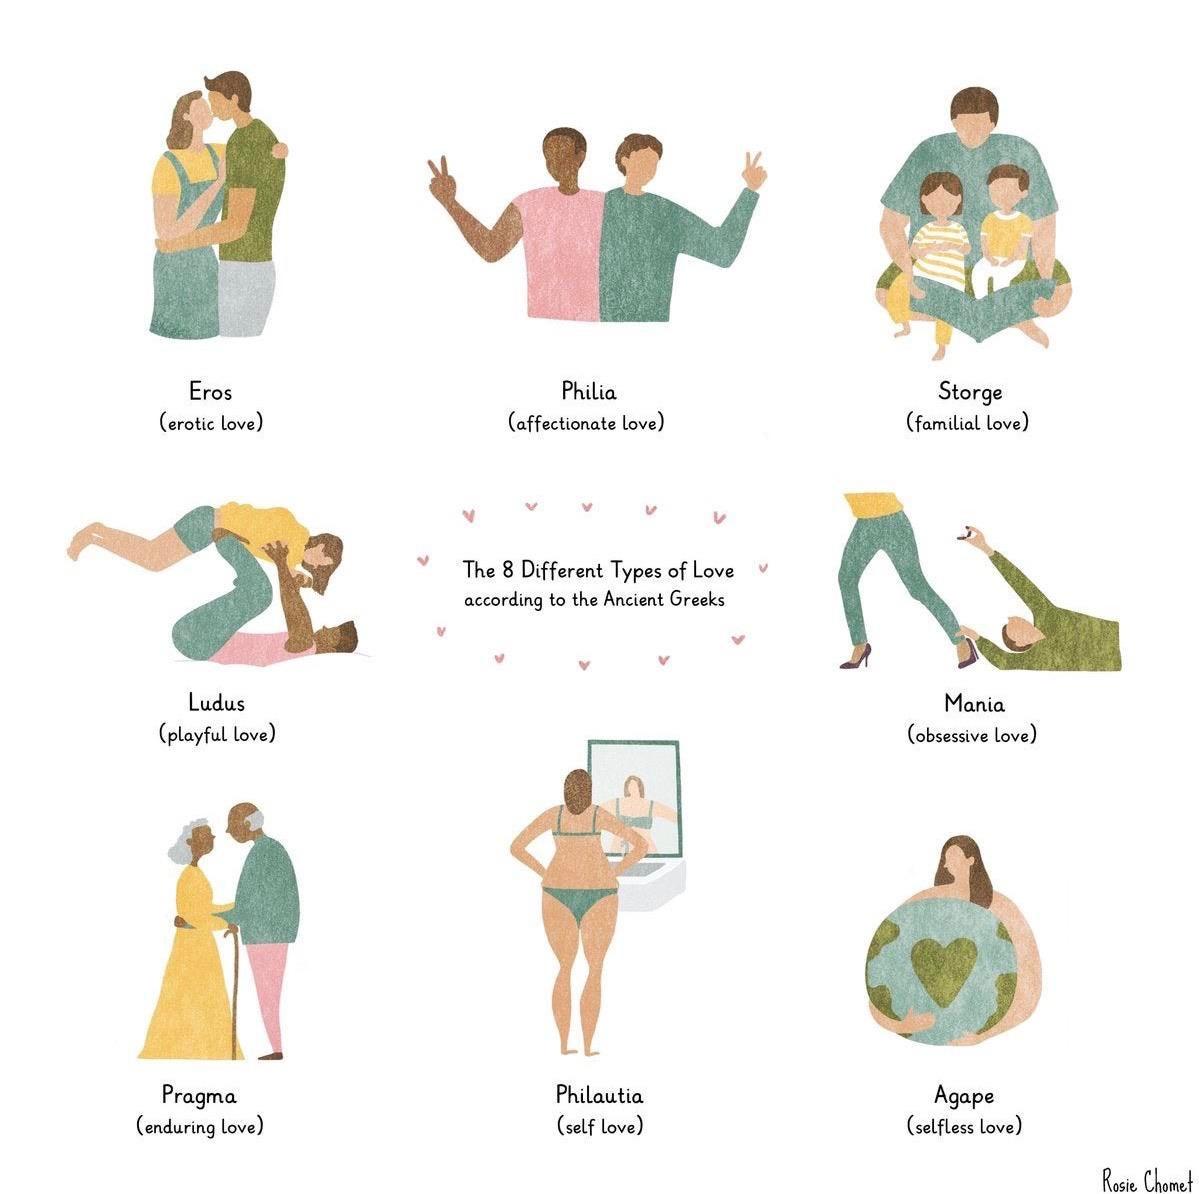 Eros
(erotic love)
Philia
(affectionate love)
Storge
(familial love)
The 8 Different Types of Love
according to the Ancient Greeks
Ludus
(playful love)
Mania
(obsessive love)
Pragma
(enduring love)
Philautia
(self love)
Agape
(selfless love)
Rosie Chomet